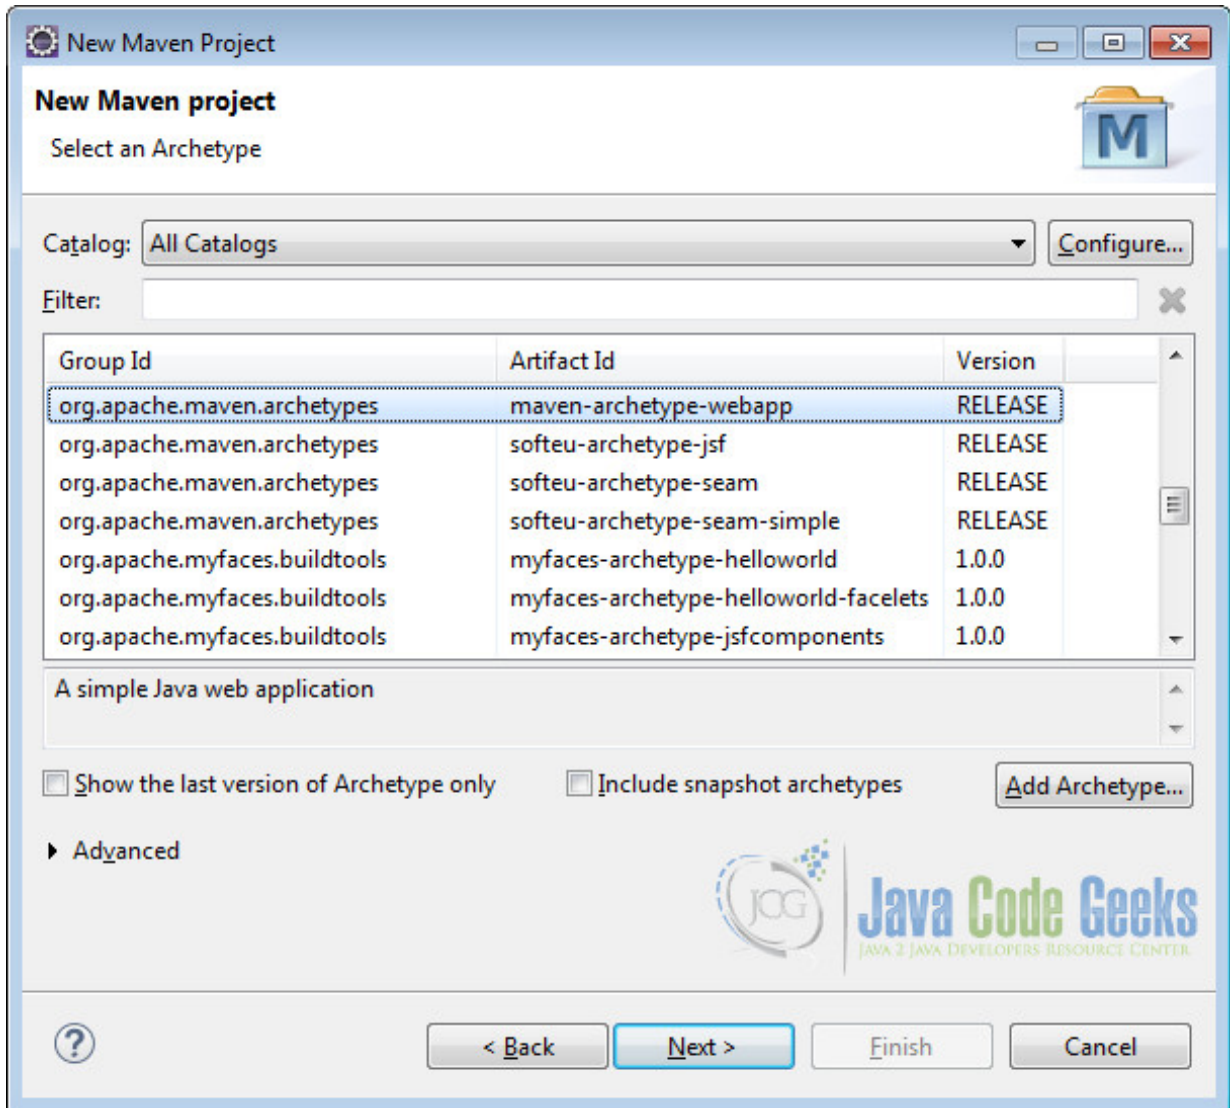 New Maven Project
New Maven project
Select an Archetype
M
Catalog: All Catalogs Configure...
Filter:
Group Id Artifact Id Version
org.apache.maven.archetypes maven-archetype-webapp RELEASE
org.apache.maven.archetypes softeu-archetype-jsf RELEASE
org.apache.maven.archetypes softeu-archetype-seam RELEASE
org.apache.maven.archetypes softeu-archetype-seam-simple RELEASE
org.apache.myfaces.buildtools myfaces-archetype-helloworld 1.0.0
org.apache.myfaces.buildtools myfaces-archetype-helloworld-facelets 1.0.0
org.apache.myfaces.buildtools myfaces-archetype-jsfcomponents 1.0.0
A simple Java web application
Show the last version of Archetype only Include snapshot archetypes Add Archetype...
Advanced
JCG Java Code Geeks
JAVA 2 JAVA DEVELOPERS RESOURCE CENTER
? < Back Next > Finish Cancel